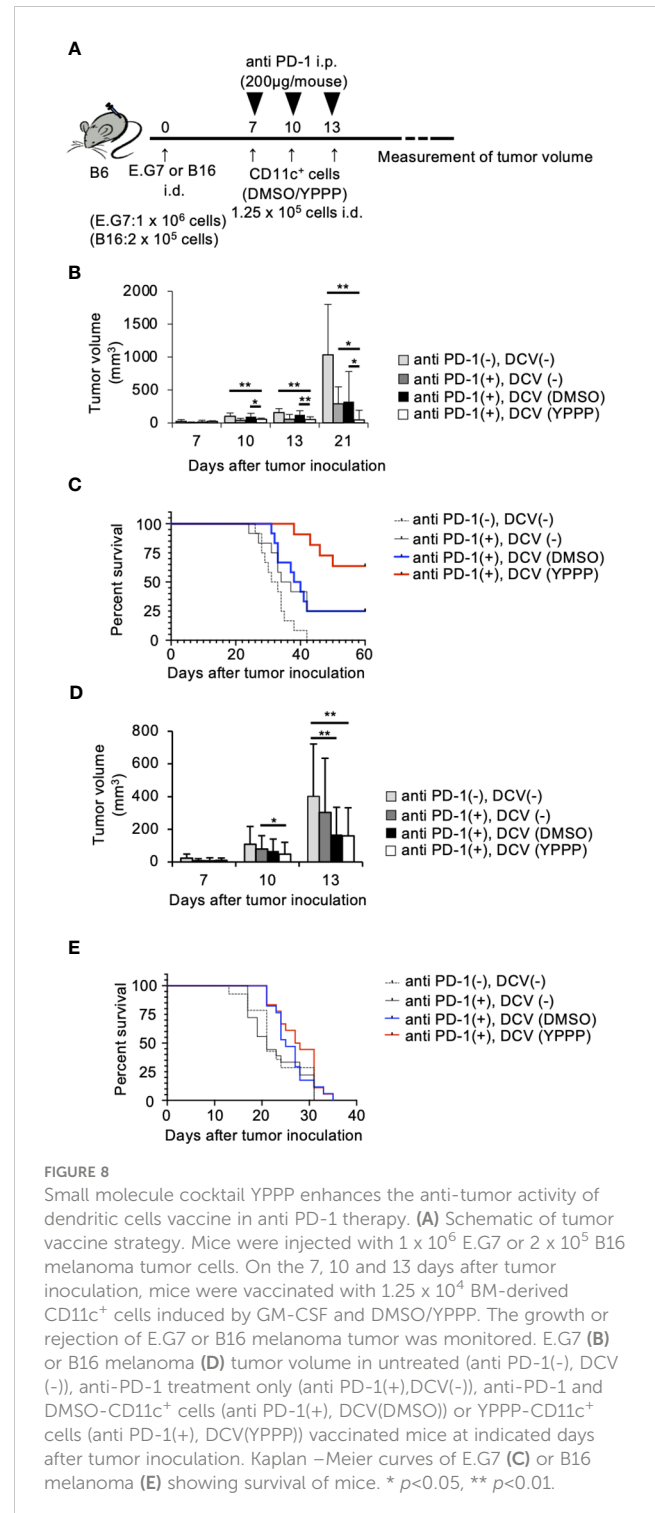 A
anti PD-1 i.p.
(200µg/mouse)
0 7 10 13
B6 E.G7 or B16 i.d. CD11c⁺ cells Measurement of tumor volume
(DMSO/YPPP)
(E.G7:1 x 10⁶ cells) 1.25 x 10⁵ cells i.d.
(B16:2 x 10⁵ cells)
B
Tumor volume (mm³)
2000
1500
1000
500
0
** ** **
* ** * *
7 10 13 21
Days after tumor inoculation
anti PD-1(-), DCV(-)
anti PD-1(+), DCV (-)
anti PD-1(+), DCV (DMSO)
anti PD-1(+), DCV (YPPP)
C
Percent survival
100
75
50
25
0
0 20 40 60
Days after tumor inoculation
anti PD-1(-), DCV(-)
anti PD-1(+), DCV (-)
anti PD-1(+), DCV (DMSO)
anti PD-1(+), DCV (YPPP)
D
Tumor volume (mm³)
800
600
400
200
0
*
**
**
7 10 13
Days after tumor inoculation
anti PD-1(-), DCV(-)
anti PD-1(+), DCV (-)
anti PD-1(+), DCV (DMSO)
anti PD-1(+), DCV (YPPP)
E
Percent survival
100
75
50
25
0
0 10 20 30 40
Days after tumor inoculation
anti PD-1(-), DCV(-)
anti PD-1(+), DCV (-)
anti PD-1(+), DCV (DMSO)
anti PD-1(+), DCV (YPPP)
FIGURE 8
Small molecule cocktail YPPP enhances the anti-tumor activity of
dendritic cells vaccine in anti PD-1 therapy. (A) Schematic of tumor
vaccine strategy. Mice were injected with 1 x 10⁶ E.G7 or 2 x 10⁵ B16
melanoma tumor cells. On the 7, 10 and 13 days after tumor
inoculation, mice were vaccinated with 1.25 x 10⁴ BM-derived
CD11c⁺ cells induced by GM-CSF and DMSO/YPPP. The growth or
rejection of E.G7 or B16 melanoma tumor was monitored. E.G7 (B)
or B16 melanoma (D) tumor volume in untreated (anti PD-1(-), DCV
(-)), anti-PD-1 treatment only (anti PD-1(+),DCV(-)), anti-PD-1 and
DMSO-CD11c⁺ cells (anti PD-1(+), DCV(DMSO)) or YPPP-CD11c⁺
cells (anti PD-1(+), DCV(YPPP)) vaccinated mice at indicated days
after tumor inoculation. Kaplan –Meier curves of E.G7 (C) or B16
melanoma (E) showing survival of mice. * p<0.05, ** p<0.01.